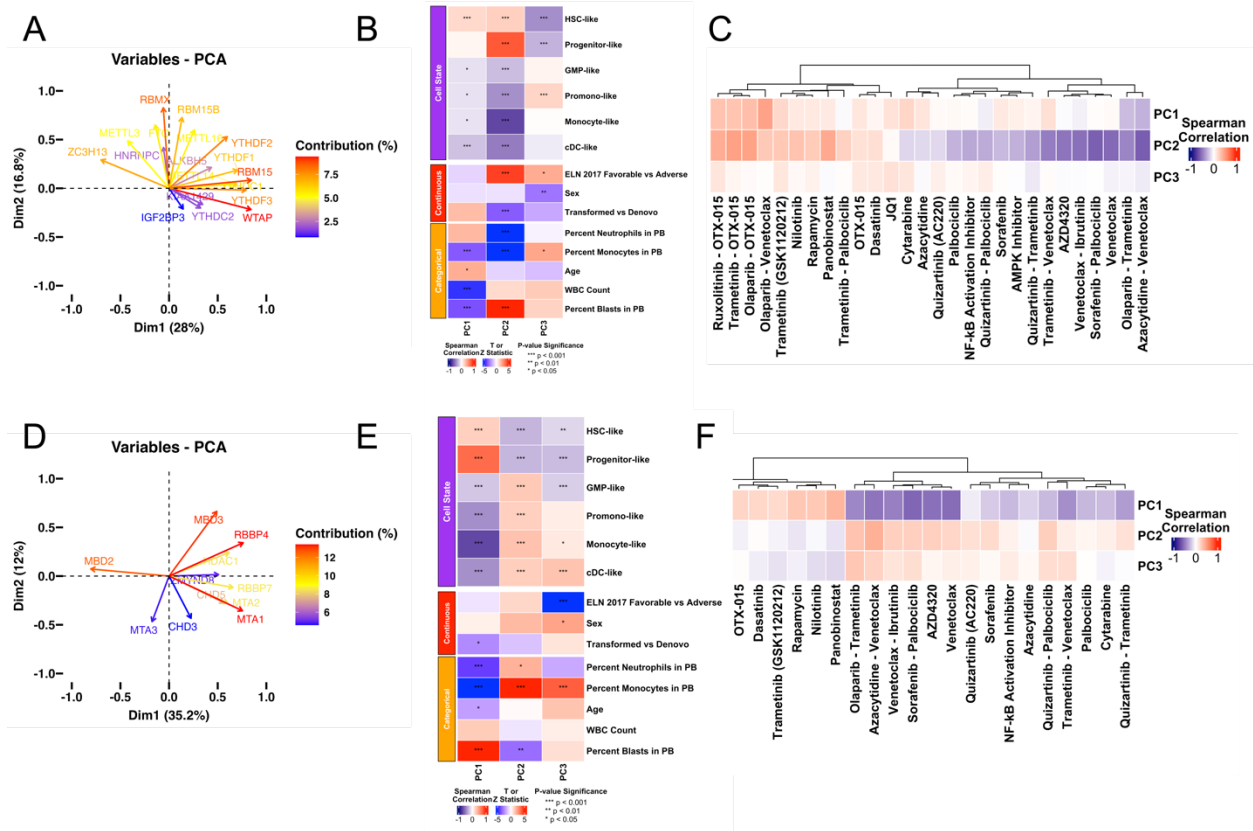 A
Variables - PCA
1.0
0.5
0.0
-0.5
-1.0
Dim2 (16.8%)
-1.0 -0.5 0.0 0.5 1.0
Dim1 (28%)
RBMX
RBM15B
METTL3
METTL16
YTHDF2
ZC3H13
HNRNPC
YTHDF1
RBM15
YTHDF3
IGF2BP3
YTHDC2
WTAP
Contribution (%)
7.5
5.0
2.5
B
Cell State
Continuous
Categorical
HSC-like
*** *** ***
Progenitor-like
*** ***
GMP-like
* ***
Promono-like
* *** ***
Monocyte-like
* ***
cDC-like
*** ***
ELN 2017 Favorable vs Adverse
*** *
Sex
**
Transformed vs Denovo
***
Percent Neutrophils in PB
***
Percent Monocytes in PB
*** *** *
Age
*
WBC Count
***
Percent Blasts in PB
*** ***
PC1 PC2 PC3
Spearman Correlation
-1 0 1
T or Z Statistic
-5 0 5
P-value Significance
*** p < 0.001
** p < 0.01
* p < 0.05
C
PC1
PC2
PC3
Spearman
Correlation
-1 0 1
Ruxolitinib - OTX-015
Trametinib - OTX-015
Olaparib - OTX-015
Olaparib - Venetoclax
Trametinib (GSK1120212)
Nilotinib
Rapamycin
Panobinostat
Trametinib - Palbociclib
OTX-015
Dasatinib
JQ1
Cytarabine
Azacytidine
Quizartinib (AC220)
Palbociclib
NF-kB Activation Inhibitor
Quizartinib - Palbociclib
Sorafenib
AMPK Inhibitor
Quizartinib - Trametinib
Trametinib - Venetoclax
AZD4320
Venetoclax - Ibrutinib
Sorafenib - Palbociclib
Venetoclax
Olaparib - Trametinib
Azacytidine - Venetoclax
D
Variables - PCA
1.0
0.5
0.0
-0.5
-1.0
Dim2 (12%)
-1.0 -0.5 0.0 0.5 1.0
Dim1 (35.2%)
MBD3
RBBP4
MBD2
RBBP7
CHD5
MTA2
MTA1
MTA3
CHD3
Contribution (%)
12
10
8
6
E
Cell State
Continuous
Categorical
HSC-like
*** *** **
Progenitor-like
*** *** ***
GMP-like
*** *** ***
Promono-like
*** ***
Monocyte-like
*** *** *
cDC-like
*** *** ***
ELN 2017 Favorable vs Adverse
***
Sex
*
Transformed vs Denovo
*
Percent Neutrophils in PB
*** *
Percent Monocytes in PB
*** *** ***
Age
*
WBC Count
Percent Blasts in PB
*** **
PC1 PC2 PC3
Spearman Correlation
-1 0 1
T or Z Statistic
-5 0 5
P-value Significance
*** p < 0.001
** p < 0.01
* p < 0.05
F
PC1
PC2
PC3
Spearman
Correlation
-1 0 1
OTX-015
Dasatinib
Trametinib (GSK1120212)
Rapamycin
Nilotinib
Panobinostat
Olaparib - Trametinib
Azacytidine - Venetoclax
Venetoclax - Ibrutinib
Sorafenib - Palbociclib
AZD4320
Venetoclax
Quizartinib (AC220)
Sorafenib
NF-kB Activation Inhibitor
Azacytidine
Quizartinib - Palbociclib
Trametinib - Venetoclax
Palbociclib
Cytarabine
Quizartinib - Trametinib